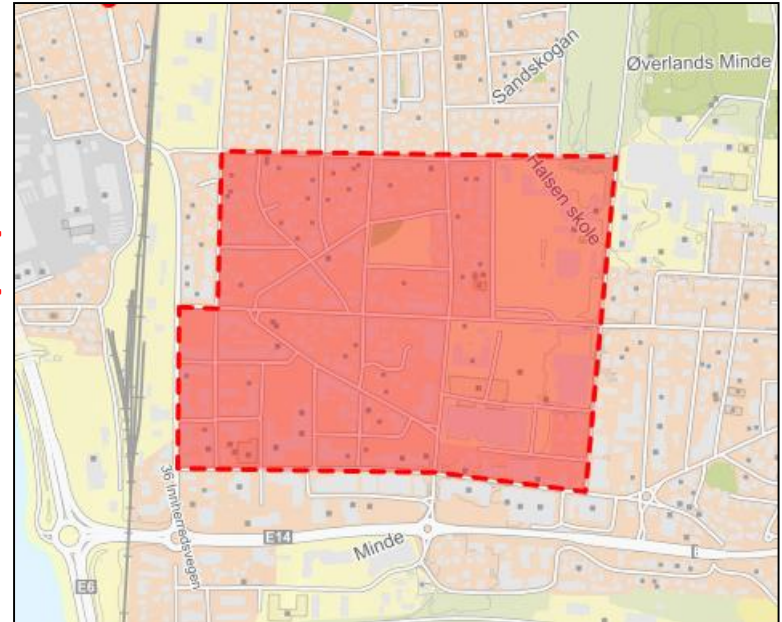 Sandskogan
Øverlands Minde
Halsen skole
36 Innherredsvegen
E14
Minde
E6